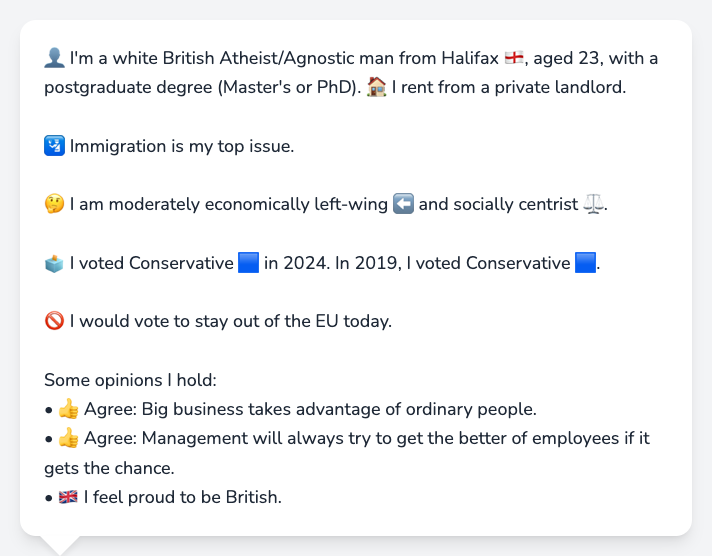 👤 I'm a white British Atheist/Agnostic man from Halifax 🏴󠁧󠁢󠁥󠁮󠁧󠁿, aged 23, with a
postgraduate degree (Master's or PhD). 🏠 I rent from a private landlord.
🛂 Immigration is my top issue.
🤔 I am moderately economically left-wing ⬅️ and socially centrist ⚖️.
🗳️ I voted Conservative 🟦 in 2024. In 2019, I voted Conservative 🟦.
🚫 I would vote to stay out of the EU today.
Some opinions I hold:
• 👍 Agree: Big business takes advantage of ordinary people.
• 👍 Agree: Management will always try to get the better of employees if it
gets the chance.
• 🇬🇧 I feel proud to be British.